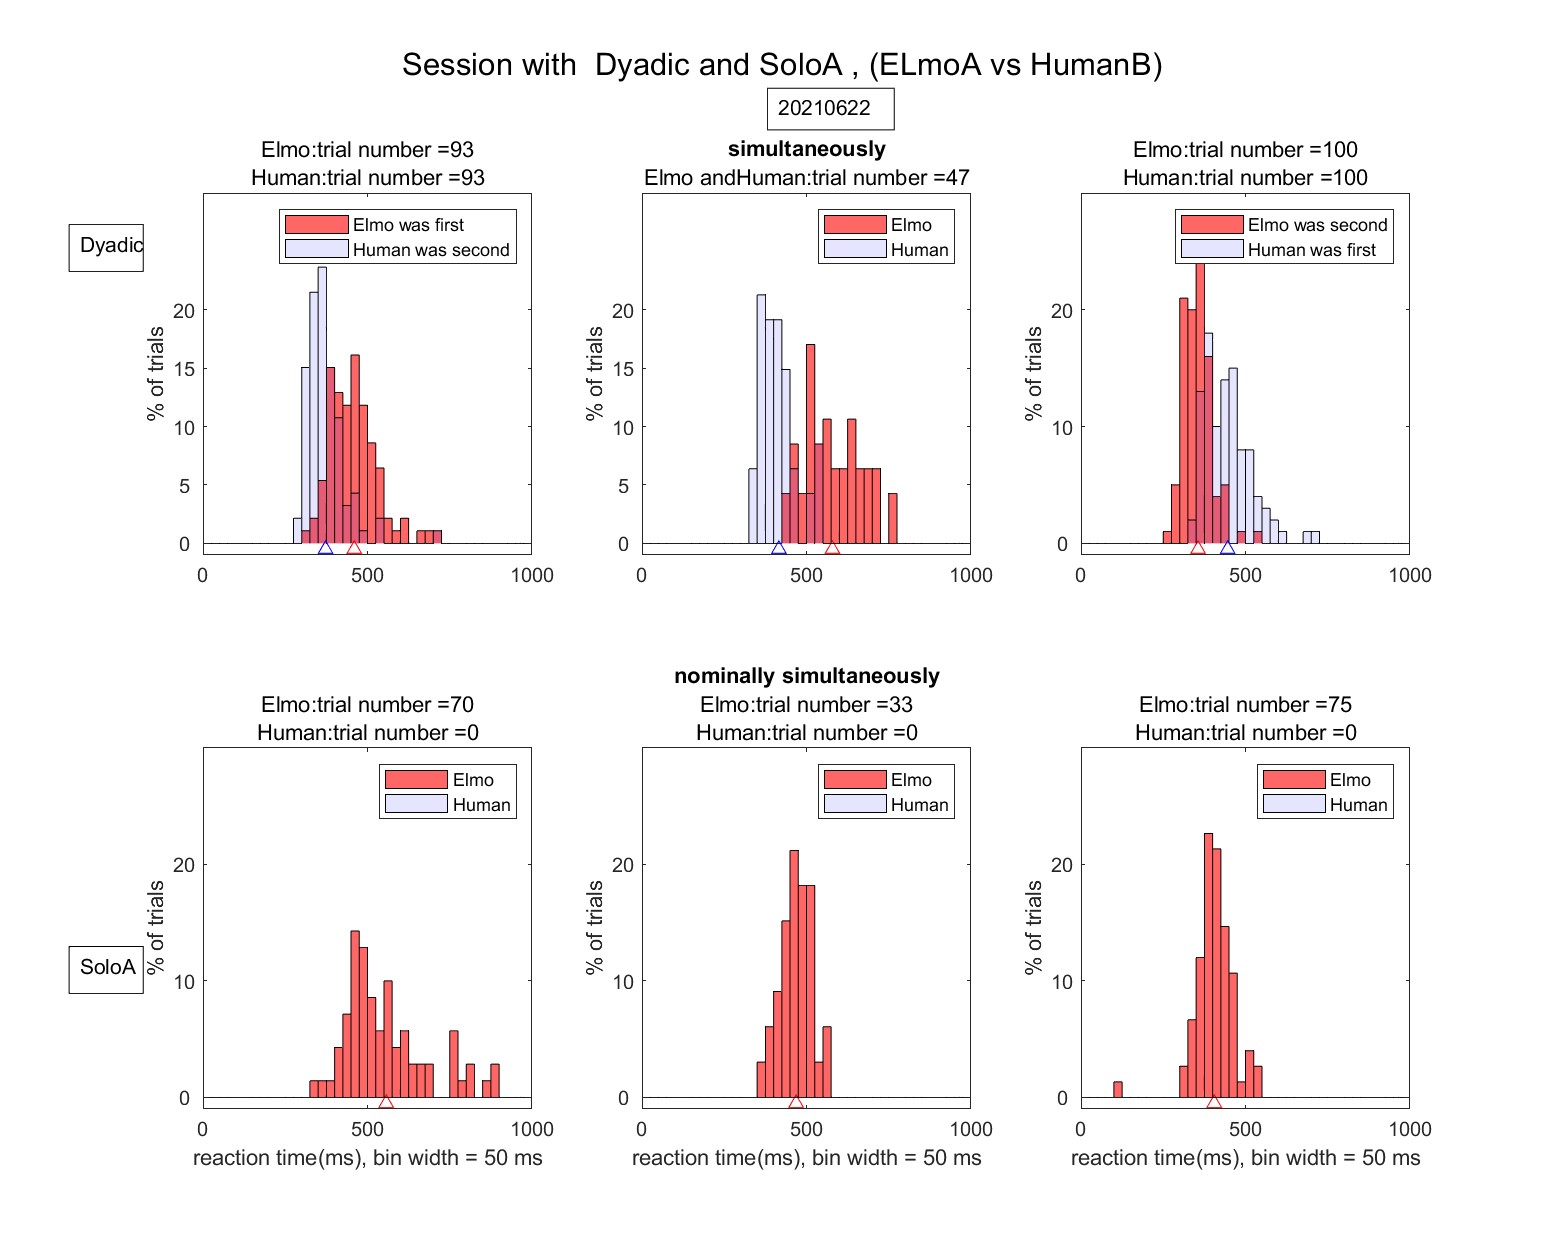 Session with  Dyadic and SoloA , (ELmoA vs HumanB)
20210622
Elmo:trial number =93
Human:trial number =93
Elmo was first
Human was second
20
15
10
5
0
% of trials
0 500 1000
simultaneously
Elmo andHuman:trial number =47
Elmo
Human
20
15
10
5
0
% of trials
0 500 1000
Elmo:trial number =100
Human:trial number =100
Elmo was second
Human was first
20
15
10
5
0
% of trials
0 500 1000
Dyadic
Elmo:trial number =70
Human:trial number =0
Elmo
Human
20
10
0
% of trials
0 500 1000
reaction time(ms), bin width = 50 ms
nominally simultaneously
Elmo:trial number =33
Human:trial number =0
Elmo
Human
20
10
0
% of trials
0 500 1000
reaction time(ms), bin width = 50 ms
Elmo:trial number =75
Human:trial number =0
Elmo
Human
20
10
0
% of trials
0 500 1000
reaction time(ms), bin width = 50 ms
SoloA